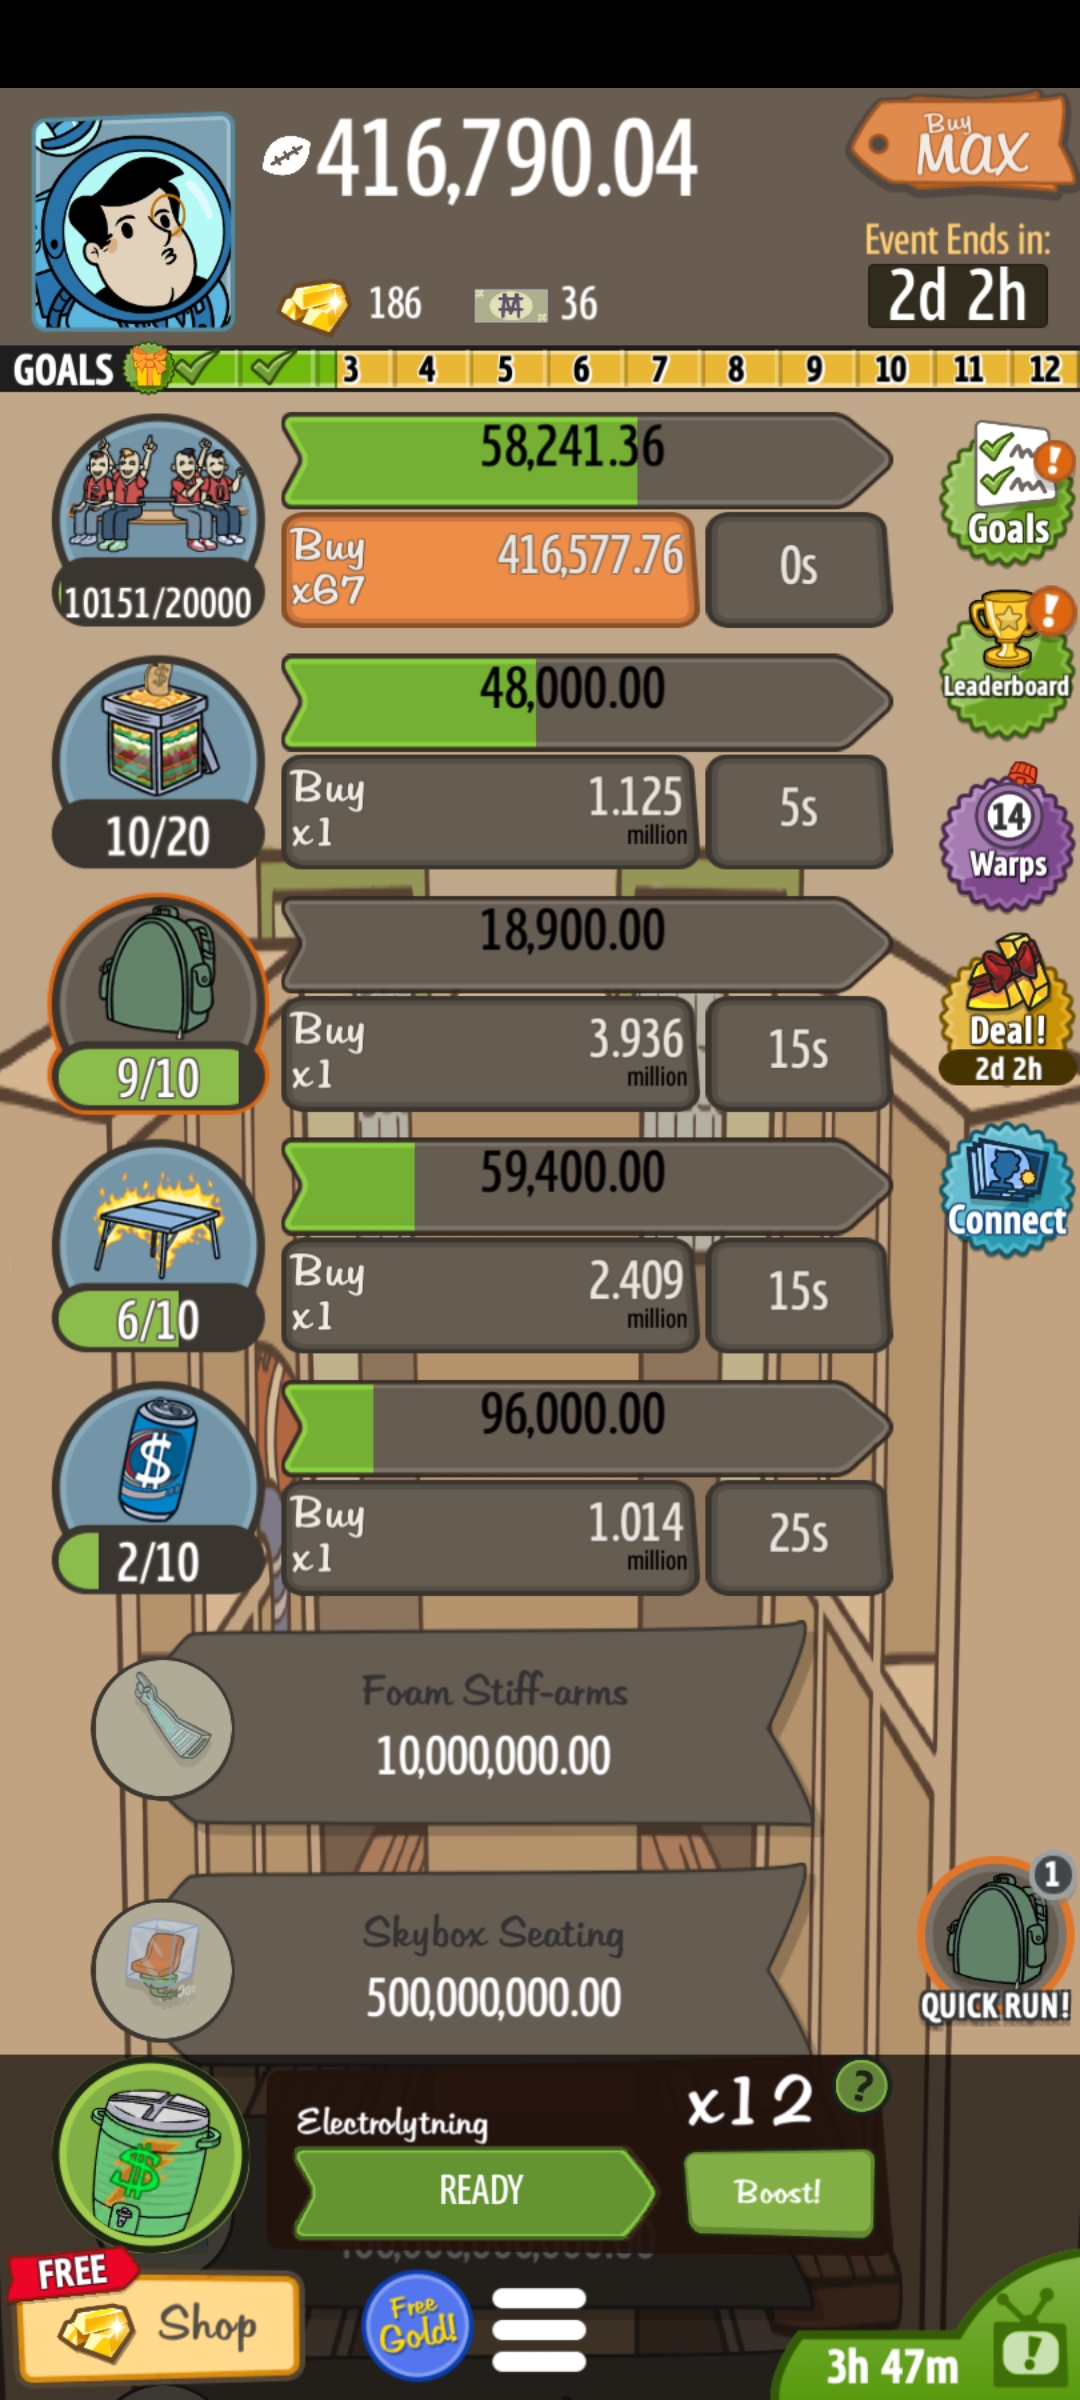 416,790.04
Buy
MAX
Event Ends in:
2d 2h
186
36
GOALS 3 4 5 6 7 8 9 10 11 12
58,241.36
Buy
x67
416,577.76
0s
10151/20000
Goals
48,000.00
Buy
x1
1.125
million
5s
10/20
Leaderboard
18,900.00
Buy
x1
3.936
million
15s
9/10
14
Warps
Deal!
2d 2h
59,400.00
Buy
x1
2.409
million
15s
6/10
Connect
96,000.00
Buy
x1
1.014
million
25s
2/10
Foam Stiff-arms
10,000,000.00
Skybox Seating
500,000,000.00
1
QUICK RUN!
Electrolytning
x12
?
READY
Boost!
FREE
Shop
Free
Gold!
3h 47m